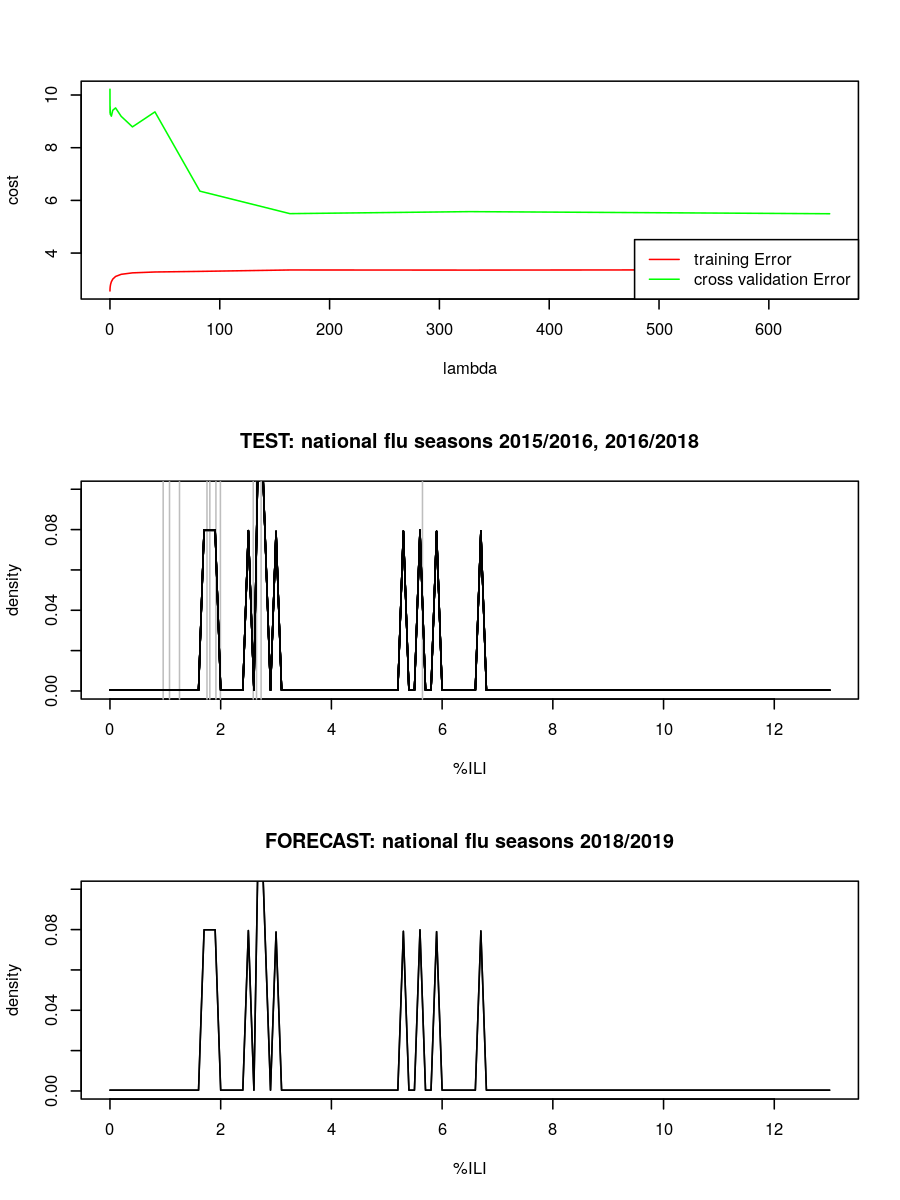 cost
10
8
6
4
training Error
cross validation Error
0 100 200 300 400 500 600
lambda
TEST: national flu seasons 2015/2016, 2016/2018
density
0.08
0.04
0.00
0 2 4 6 8 10 12
%ILI
FORECAST: national flu seasons 2018/2019
density
0.08
0.04
0.00
0 2 4 6 8 10 12
%ILI